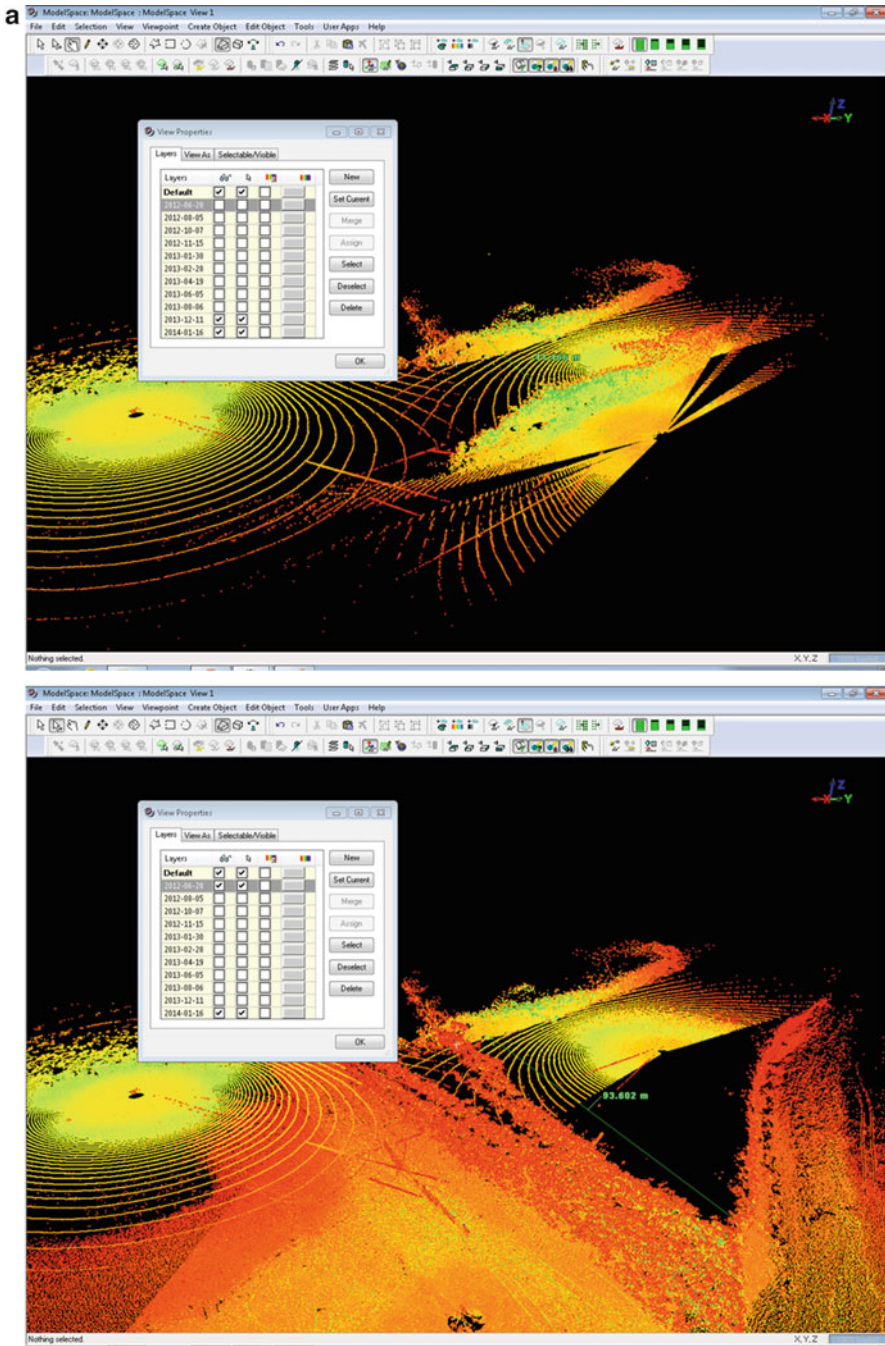 a
ModelSpace: ModelSpace : ModelSpace View 1
File Edit Selection View Viewpoint Create Object Edit Object Tools User Apps Help
Z
X Y
View Properties
Layers View As Selectable/Visible
Layers
New
Default
2012-06-28
Set Current
2012-08-05
2012-10-07
Merge
2012-11-15
Assign
2013-01-30
Select
2013-02-28
2013-04-19
Deselect
2013-06-05
2013-08-06
Delete
2013-12-11
2014-01-16
OK
Nothing selected.
X,Y,Z
ModelSpace: ModelSpace : ModelSpace View 1
File Edit Selection View Viewpoint Create Object Edit Object Tools User Apps Help
Z
X Y
View Properties
Layers View As Selectable/Visible
Layers
New
Default
2012-06-28
Set Current
2012-08-05
2012-10-07
Merge
2012-11-15
Assign
2013-01-30
Select
2013-02-28
2013-04-19
Deselect
2013-06-05
2013-08-06
Delete
2013-12-11
2014-01-16
OK
93.602 m
Nothing selected.
X,Y,Z